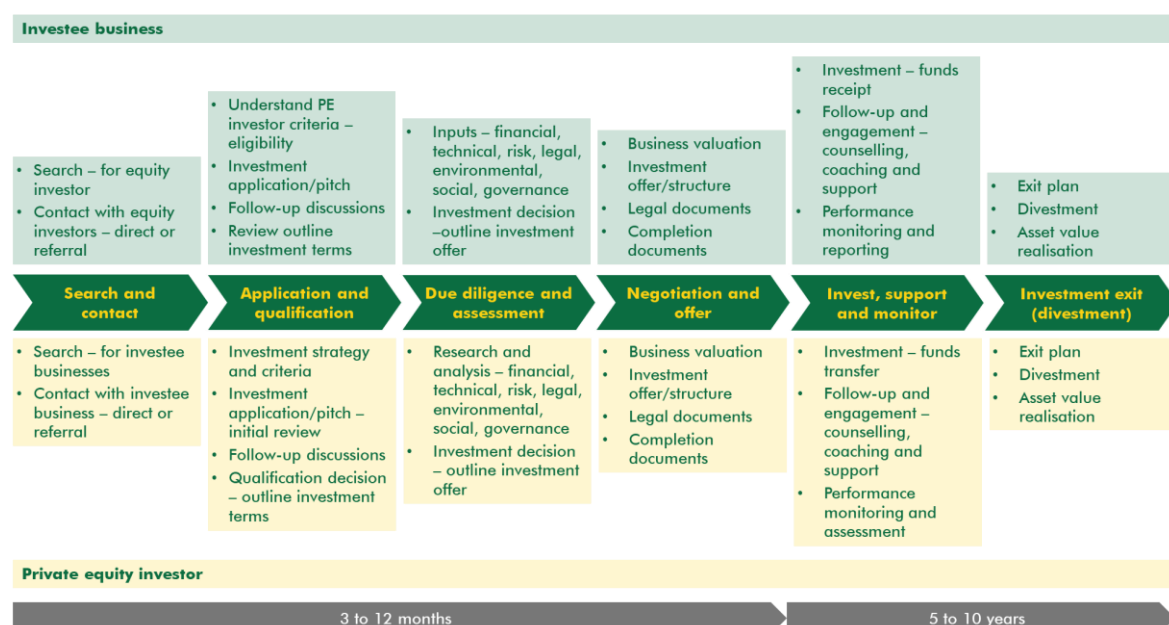 Investee business
• Search – for equity
investor
• Contact with equity
investors – direct or
referral
• Understand PE
investor criteria –
eligibility
• Investment
application/pitch
• Follow-up discussions
• Review outline
investment terms
• Inputs – financial,
technical, risk, legal,
environmental,
social, governance
• Investment decision
–outline investment
offer
• Business valuation
• Investment
offer/structure
• Legal documents
• Completion
documents
• Investment – funds
receipt
• Follow-up and
engagement –
counselling,
coaching and
support
• Performance
monitoring and
reporting
• Exit plan
• Divestment
• Asset value
realisation
Search and
contact
Application and
qualification
Due diligence and
assessment
Negotiation and
offer
Invest, support
and monitor
Investment exit
(divestment)
• Search – for investee
businesses
• Contact with investee
business – direct or
referral
• Investment strategy
and criteria
• Investment
application/pitch –
initial review
• Follow-up discussions
• Qualification decision
– outline investment
terms
• Research and
analysis – financial,
technical, risk, legal,
environmental,
social, governance
• Investment decision
– outline investment
offer
• Business valuation
• Investment
offer/structure
• Legal documents
• Completion
documents
• Investment – funds
transfer
• Follow-up and
engagement –
counselling,
coaching and
support
• Performance
monitoring and
assessment
• Exit plan
• Divestment
• Asset value
realisation
Private equity investor
3 to 12 months
5 to 10 years